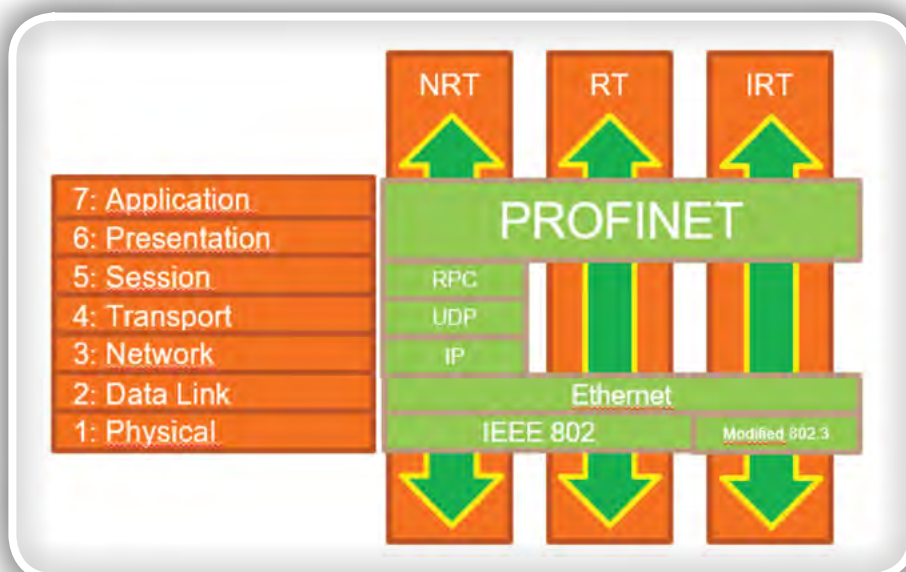 NRT RT IRT
7: Application
6: Presentation
5: Session
4: Transport
3: Network
2: Data Link
1: Physical
PROFINET
RPC
UDP
IP
Ethernet
IEEE 802
Modified 802.3